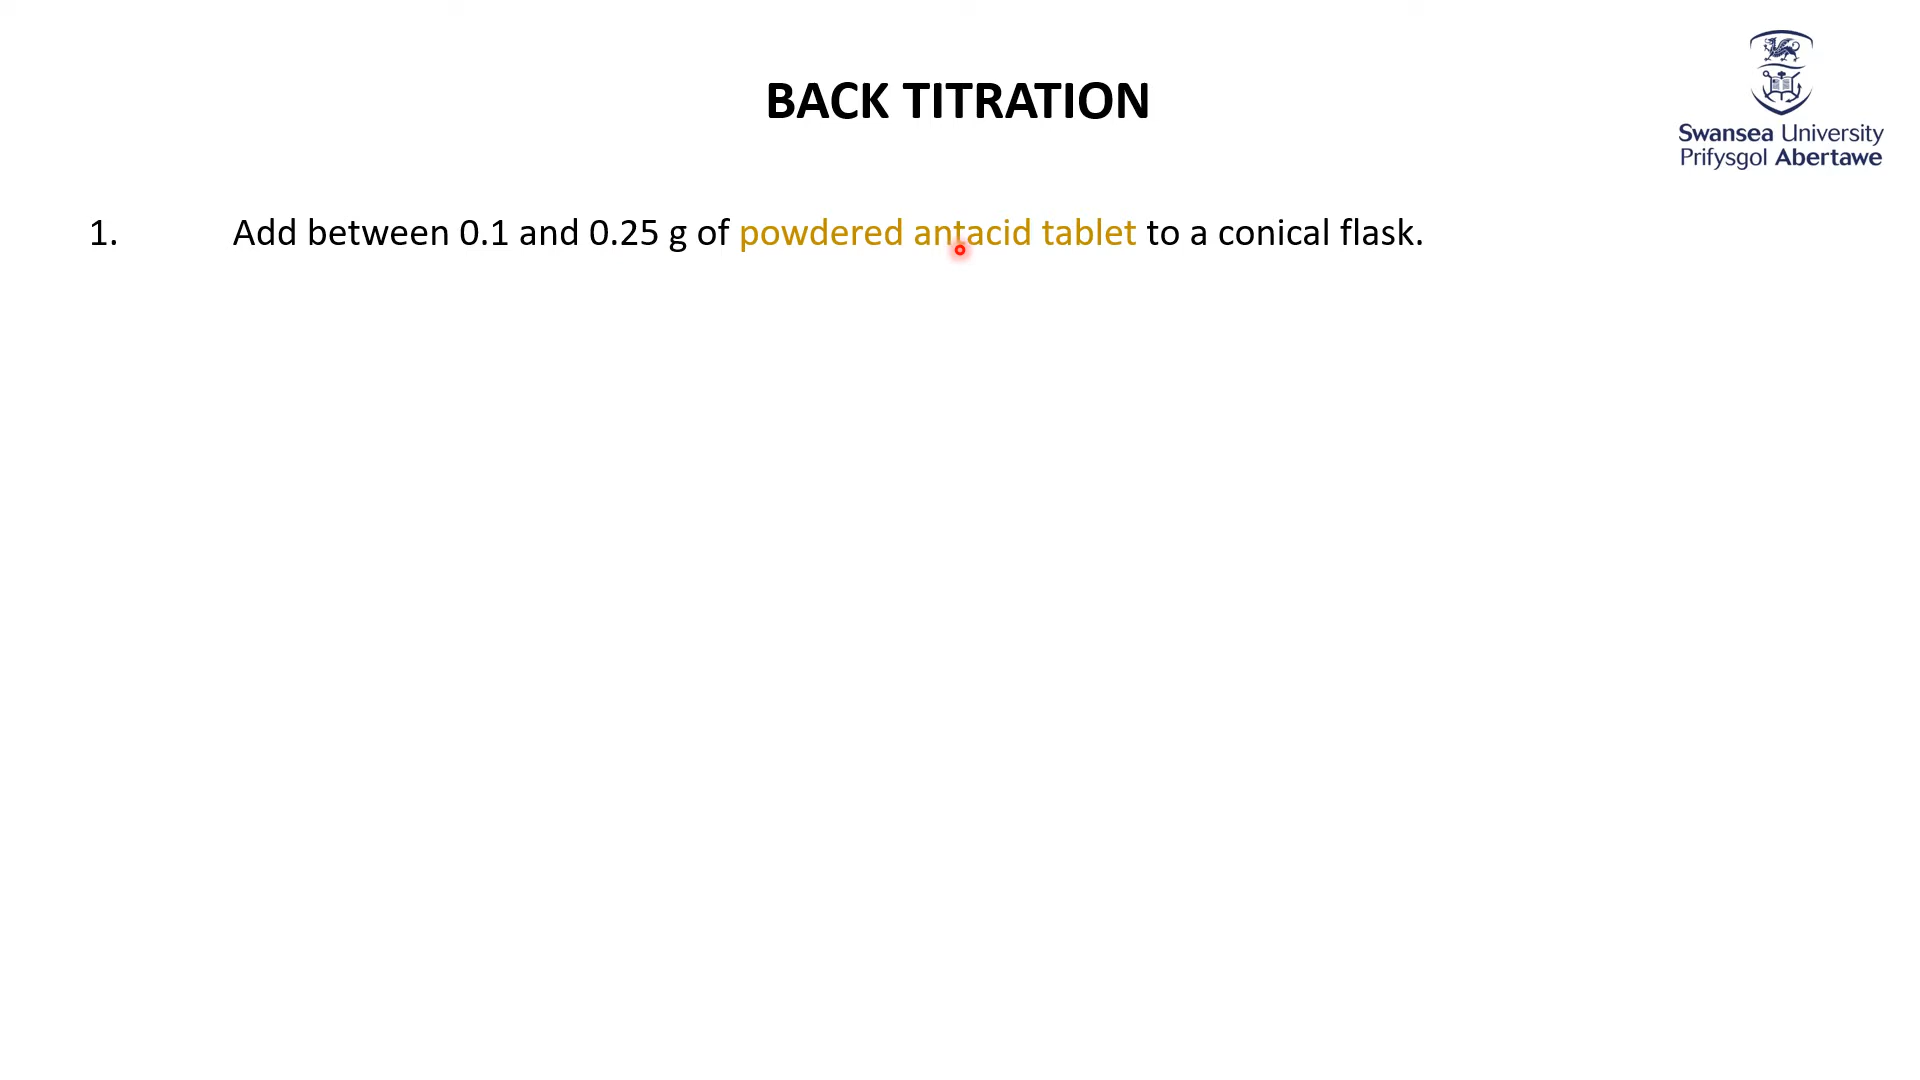 BACK TITRATION
Swansea University
Prifysgol Abertawe
1. Add between 0.1 and 0.25 g of powdered antacid tablet to a conical flask.